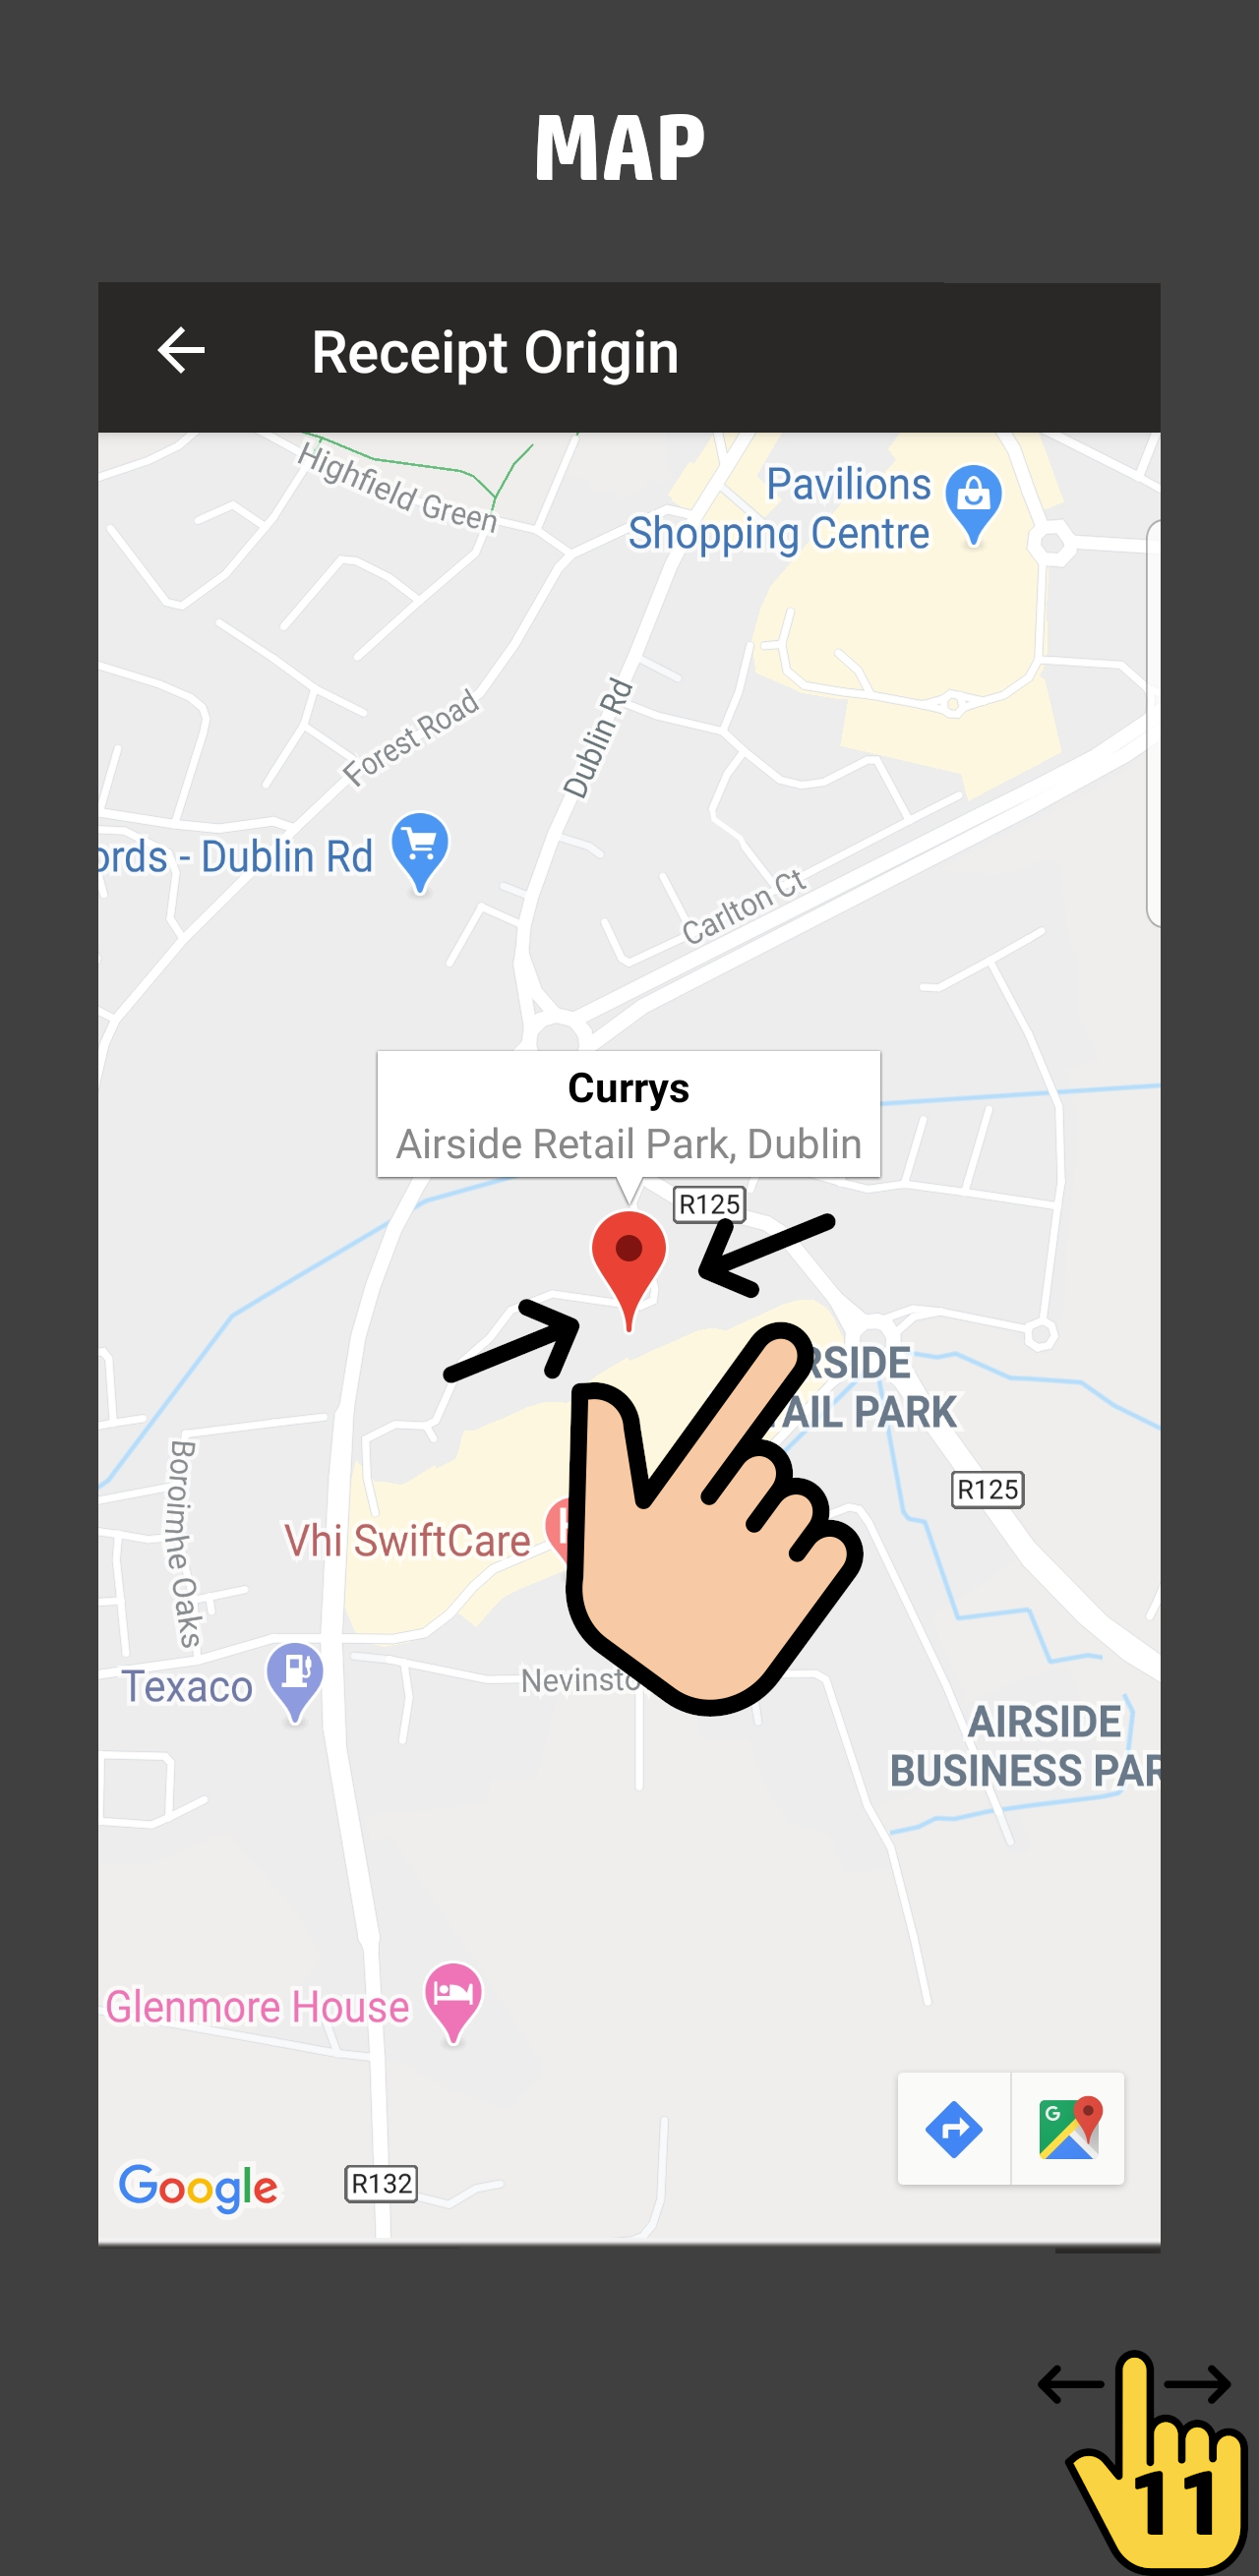 MAP
Receipt Origin
Highfield Green
Pavilions
Shopping Centre
Forest Road
Dublin Rd
ords - Dublin Rd
Carlton Ct
Currys
Airside Retail Park, Dublin
R125
RSIDE
AIL PARK
R125
Boroimhe Oaks
Vhi SwiftCare
Texaco
Nevinsto
AIRSIDE
BUSINESS PAR
Glenmore House
G
Google
R132
11